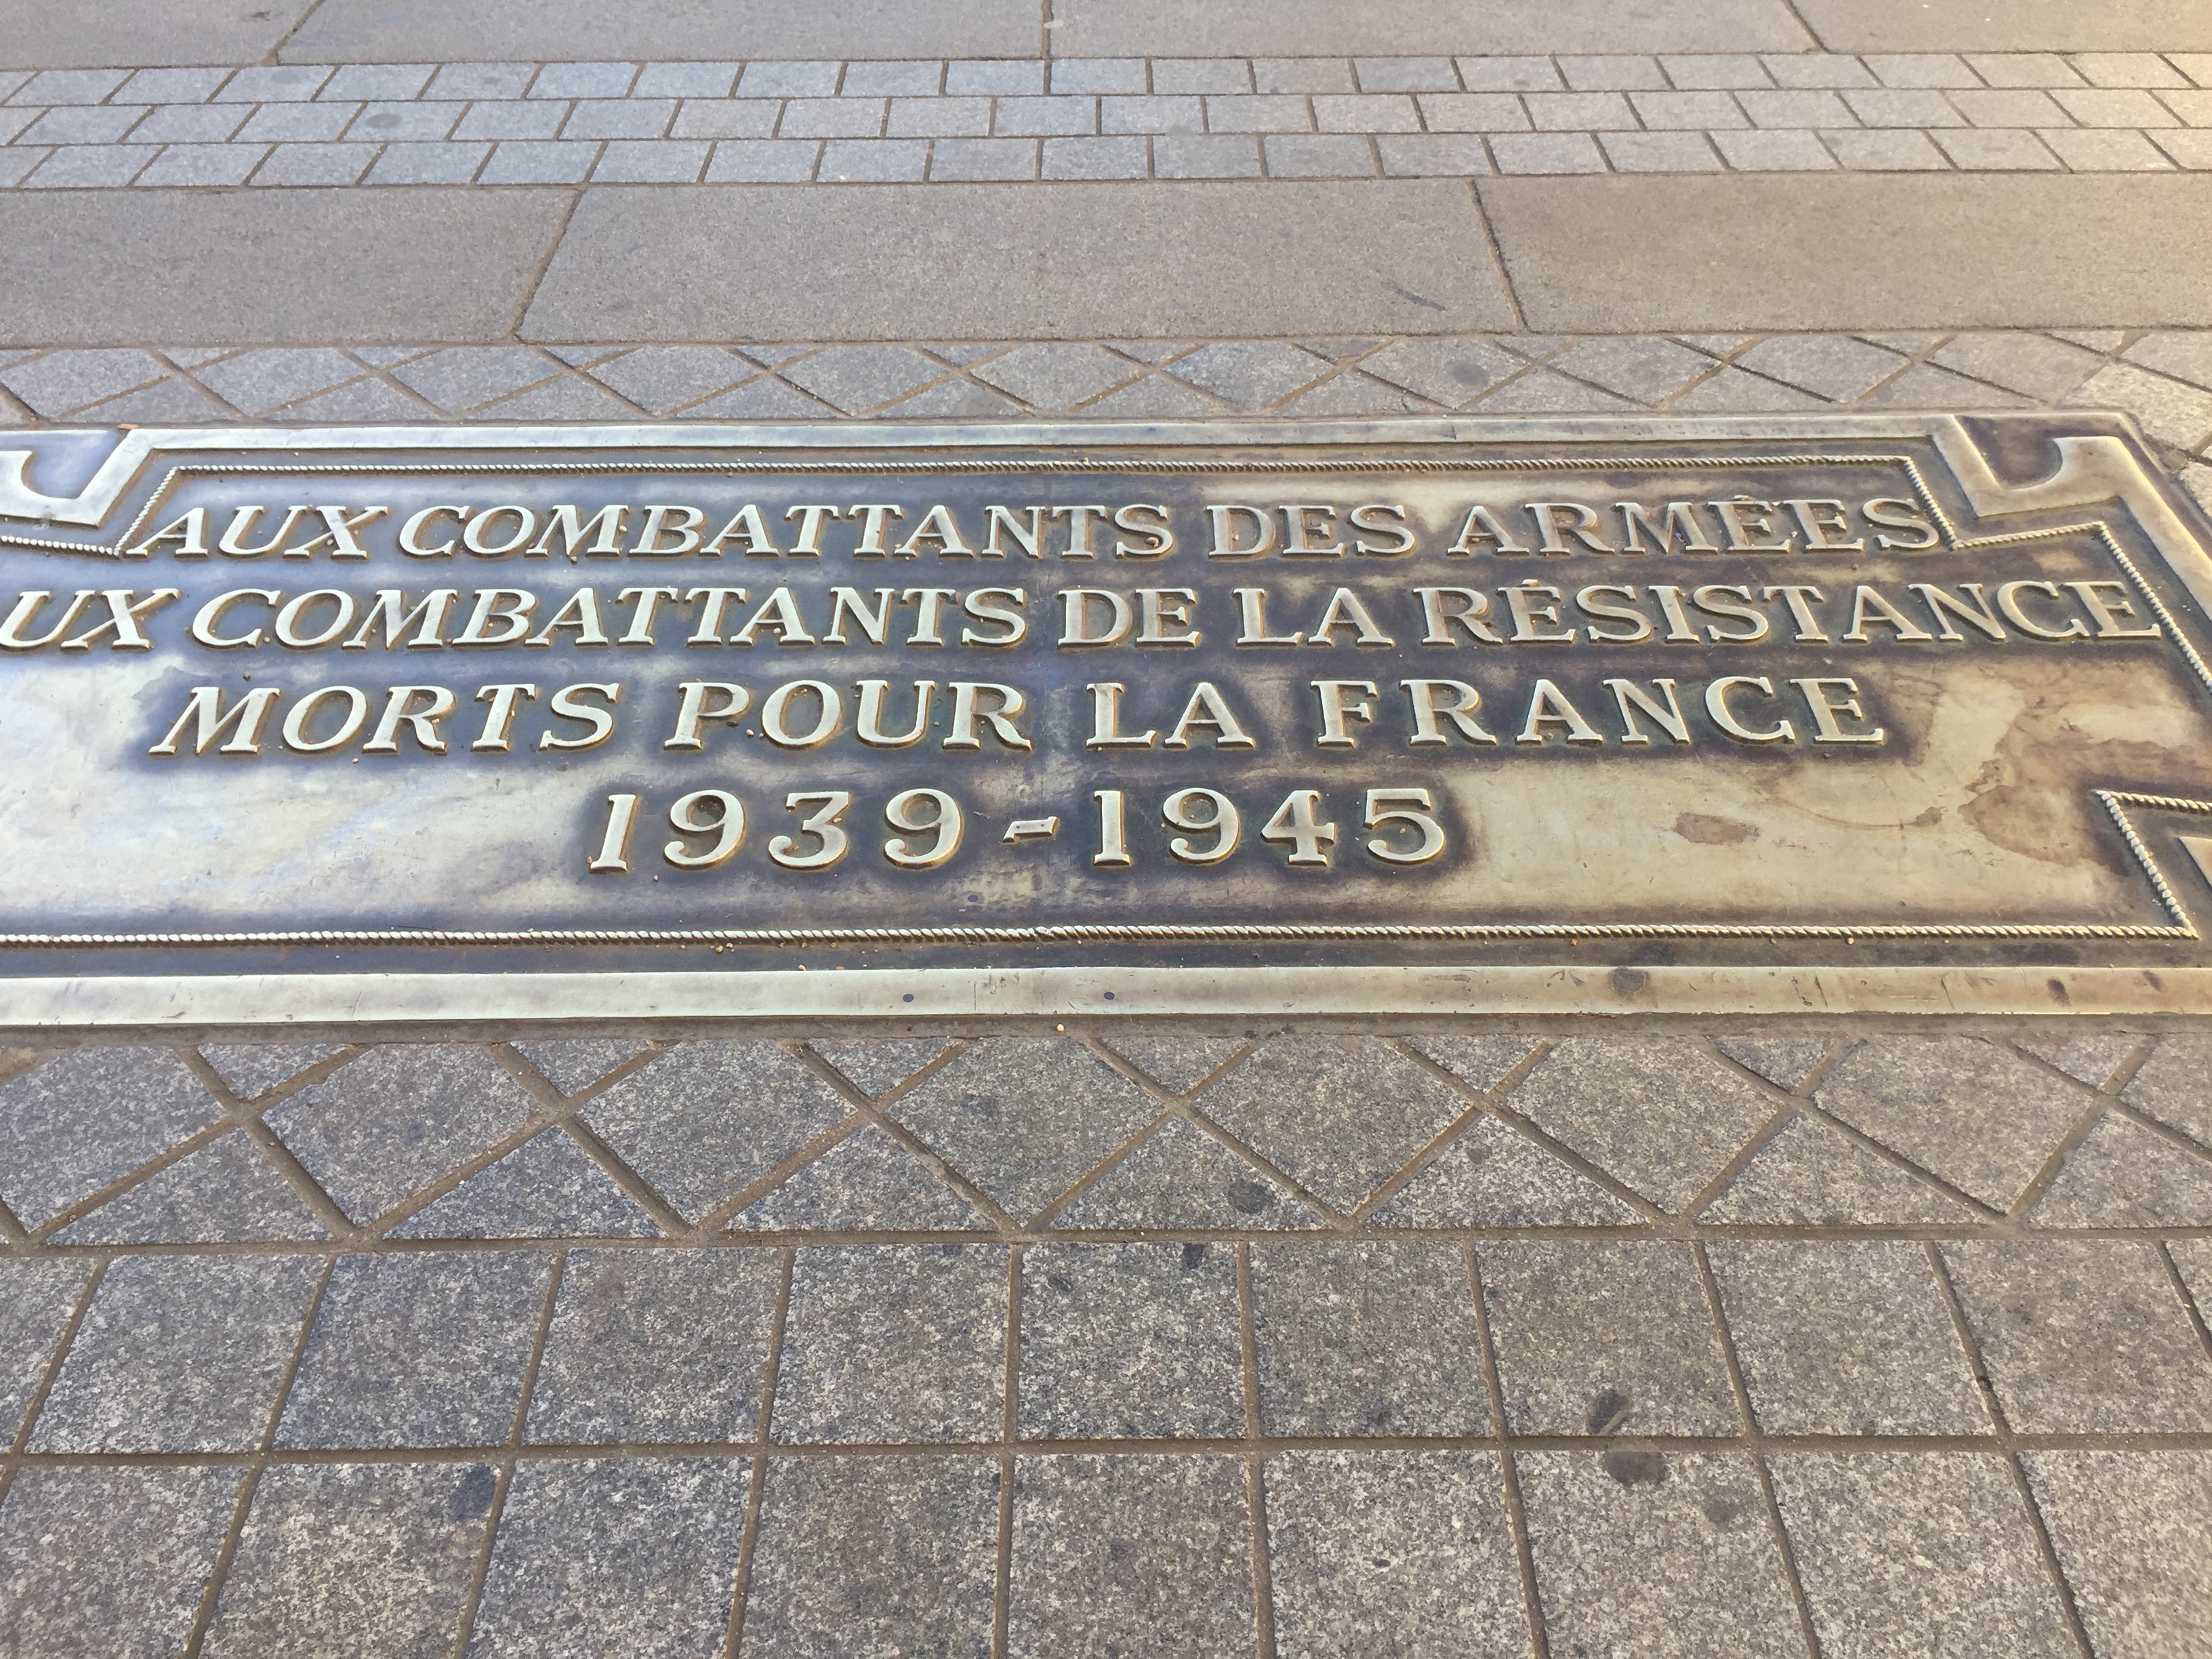 AUX COMBATTANTS DES ARMÉES
UX COMBATTANTS DE LA RÉSISTANCE
MORTS POUR LA FRANCE
1939-1945